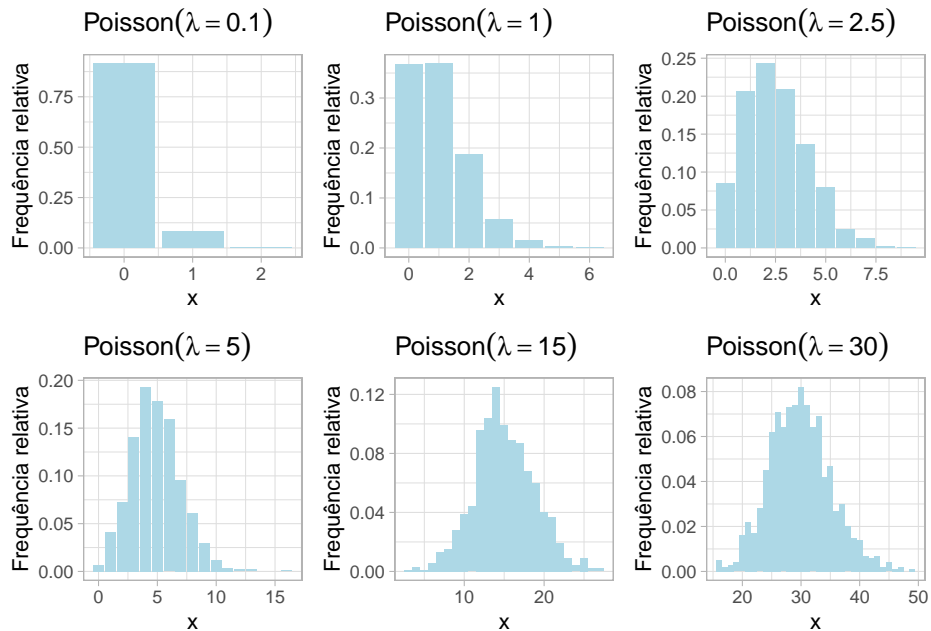 Poisson(λ = 0.1)
Frequência relativa
0.75
0.50
0.25
0.00
0 1 2
x
Poisson(λ = 1)
Frequência relativa
0.3
0.2
0.1
0.0
0 2 4 6
x
Poisson(λ = 2.5)
Frequência relativa
0.25
0.20
0.15
0.10
0.05
0.00
0.0 2.5 5.0 7.5
x
Poisson(λ = 5)
Frequência relativa
0.20
0.15
0.10
0.05
0.00
0 5 10 15
x
Poisson(λ = 15)
Frequência relativa
0.12
0.08
0.04
0.00
10 20
x
Poisson(λ = 30)
Frequência relativa
0.08
0.06
0.04
0.02
0.00
20 30 40 50
x